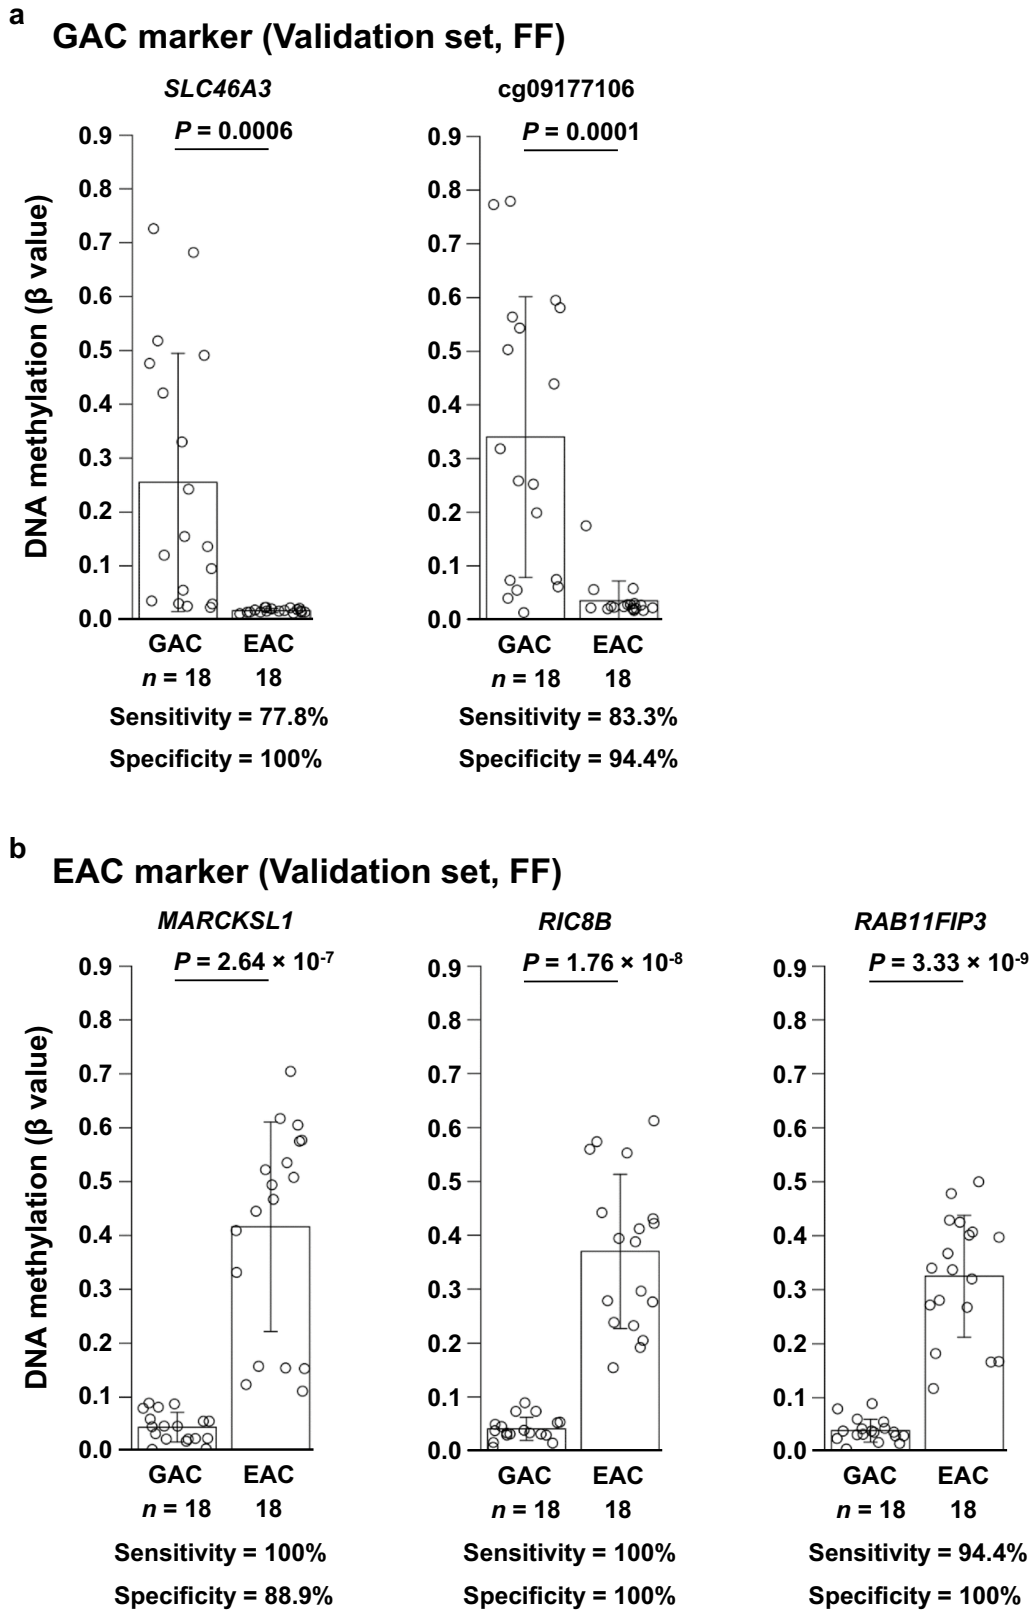 a
GAC marker (Validation set, FF)
SLC46A3
P = 0.0006
0.9
0.8
0.7
0.6
0.5
0.4
0.3
0.2
0.1
0.0
DNA methylation (β value)
GAC EAC
n = 18 18
Sensitivity = 77.8%
Specificity = 100%
cg09177106
P = 0.0001
0.9
0.8
0.7
0.6
0.5
0.4
0.3
0.2
0.1
0.0
GAC EAC
n = 18 18
Sensitivity = 83.3%
Specificity = 94.4%
b
EAC marker (Validation set, FF)
MARCKSL1
P = 2.64 × 10-7
0.9
0.8
0.7
0.6
0.5
0.4
0.3
0.2
0.1
0.0
DNA methylation (β value)
GAC EAC
n = 18 18
Sensitivity = 100%
Specificity = 88.9%
RIC8B
P = 1.76 × 10-8
0.9
0.8
0.7
0.6
0.5
0.4
0.3
0.2
0.1
0.0
GAC EAC
n = 18 18
Sensitivity = 100%
Specificity = 100%
RAB11FIP3
P = 3.33 × 10-9
0.9
0.8
0.7
0.6
0.5
0.4
0.3
0.2
0.1
0.0
GAC EAC
n = 18 18
Sensitivity = 94.4%
Specificity = 100%